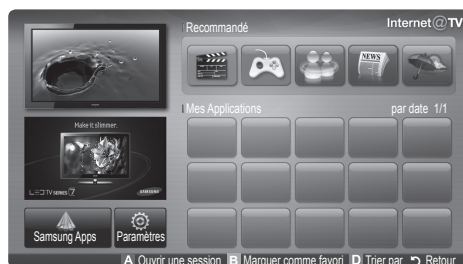 Recommandé
Internet@TV
NEWS
Mes Applications
par date 1/1
Make it slimmer.
LED TV SERIES 7
SAMSUNG
Samsung Apps
Paramètres
A Ouvrir une session B Marquer comme favori D Trier par Retour